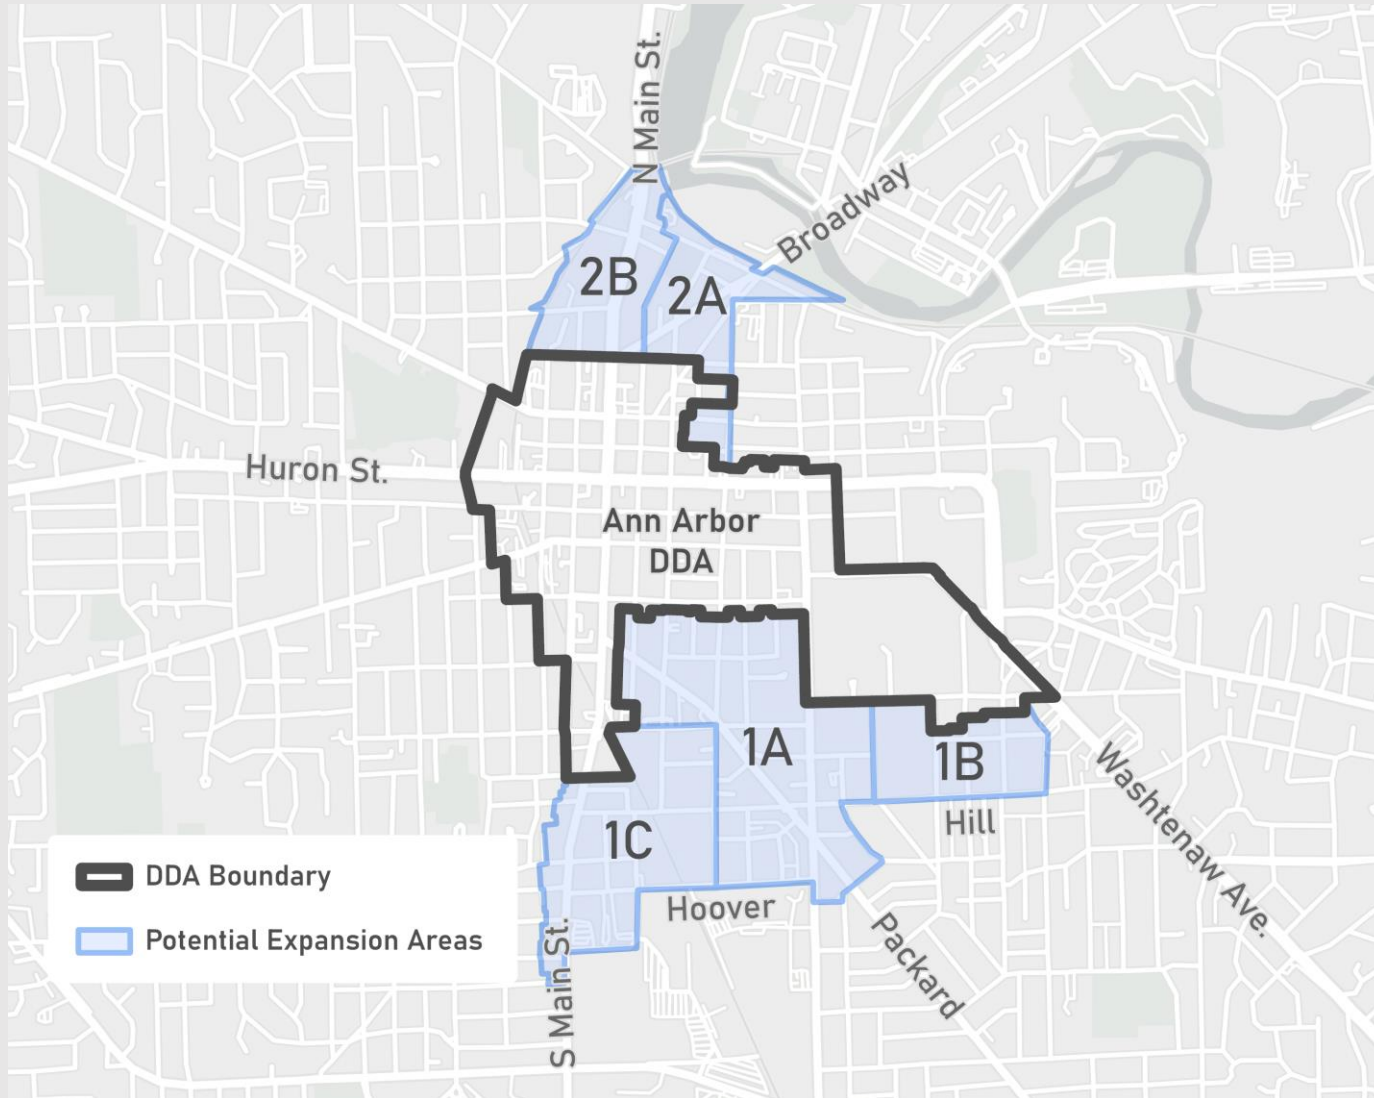 N Main St.
Broadway
2B
2A
Huron St.
Ann Arbor
DDA
1A
1B
Washtenaw Ave.
Hill
1C
DDA Boundary
Hoover
Potential Expansion Areas
Packard
S Main St.